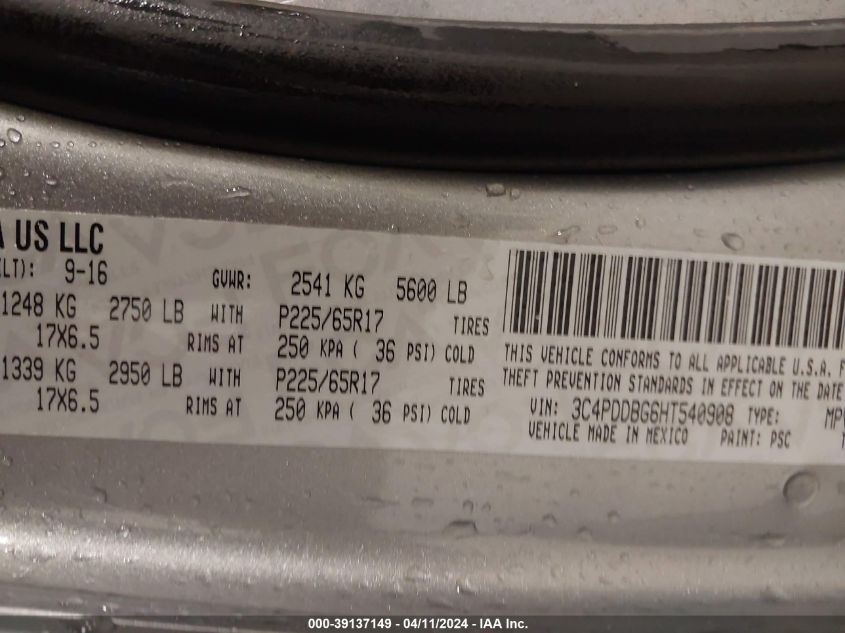 A US LLC
LT): 9-16 GVWR: 2541 KG 5600 LB
1248 KG 2750 LB WITH P225/65R17 TIRES
17X6.5 RIMS AT 250 KPA ( 36 PSI) COLD
1339 KG 2950 LB WITH P225/65R17 TIRES
17X6.5 RIMS AT 250 KPA ( 36 PSI) COLD
THIS VEHICLE CONFORMS TO ALL APPLICABLE U.S.A. F
THEFT PREVENTION STANDARDS IN EFFECT ON THE DATE
VIN: 3C4PDDBG6HT540908 TYPE: MPV
VEHICLE MADE IN MEXICO PAINT: PSC
000-39137149 - 04/11/2024 - IAA Inc.